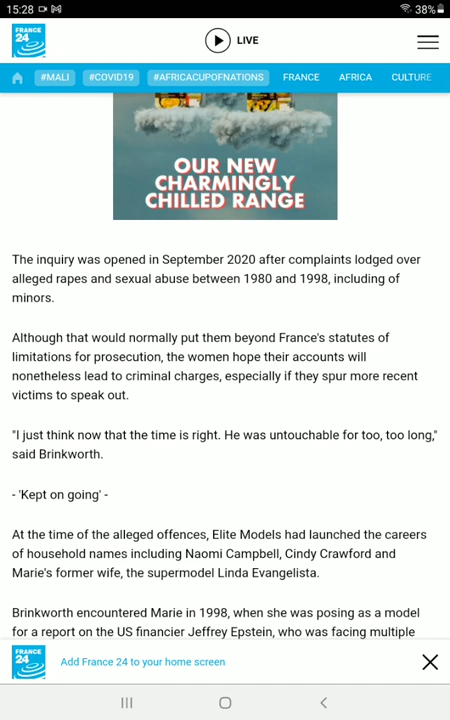 15:28 38%
FRANCE
24
LIVE
#MALI #COVID19 #AFRICACUPOFNATIONS FRANCE AFRICA CULTURE
OUR NEW
CHARMINGLY
CHILLED RANGE
The inquiry was opened in September 2020 after complaints lodged over
alleged rapes and sexual abuse between 1980 and 1998, including of
minors.
Although that would normally put them beyond France's statutes of
limitations for prosecution, the women hope their accounts will
nonetheless lead to criminal charges, especially if they spur more recent
victims to speak out.
"I just think now that the time is right. He was untouchable for too, too long,"
said Brinkworth.
- 'Kept on going' -
At the time of the alleged offences, Elite Models had launched the careers
of household names including Naomi Campbell, Cindy Crawford and
Marie's former wife, the supermodel Linda Evangelista.
Brinkworth encountered Marie in 1998, when she was posing as a model
for a report on the US financier Jeffrey Epstein, who was facing multiple
FRANCE
24
Add France 24 to your home screen